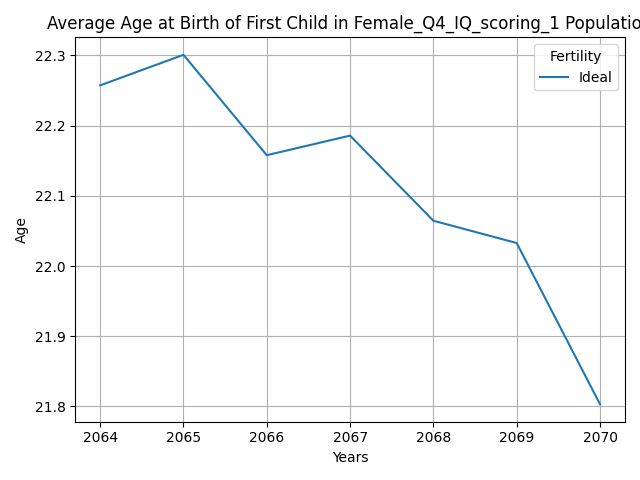 Average Age at Birth of First Child in Female_Q4_IQ_scoring_1 Populatio
22.3
22.2
22.1
22.0
21.9
21.8
Age
Fertility
Ideal
2064 2065 2066 2067 2068 2069 2070
Years